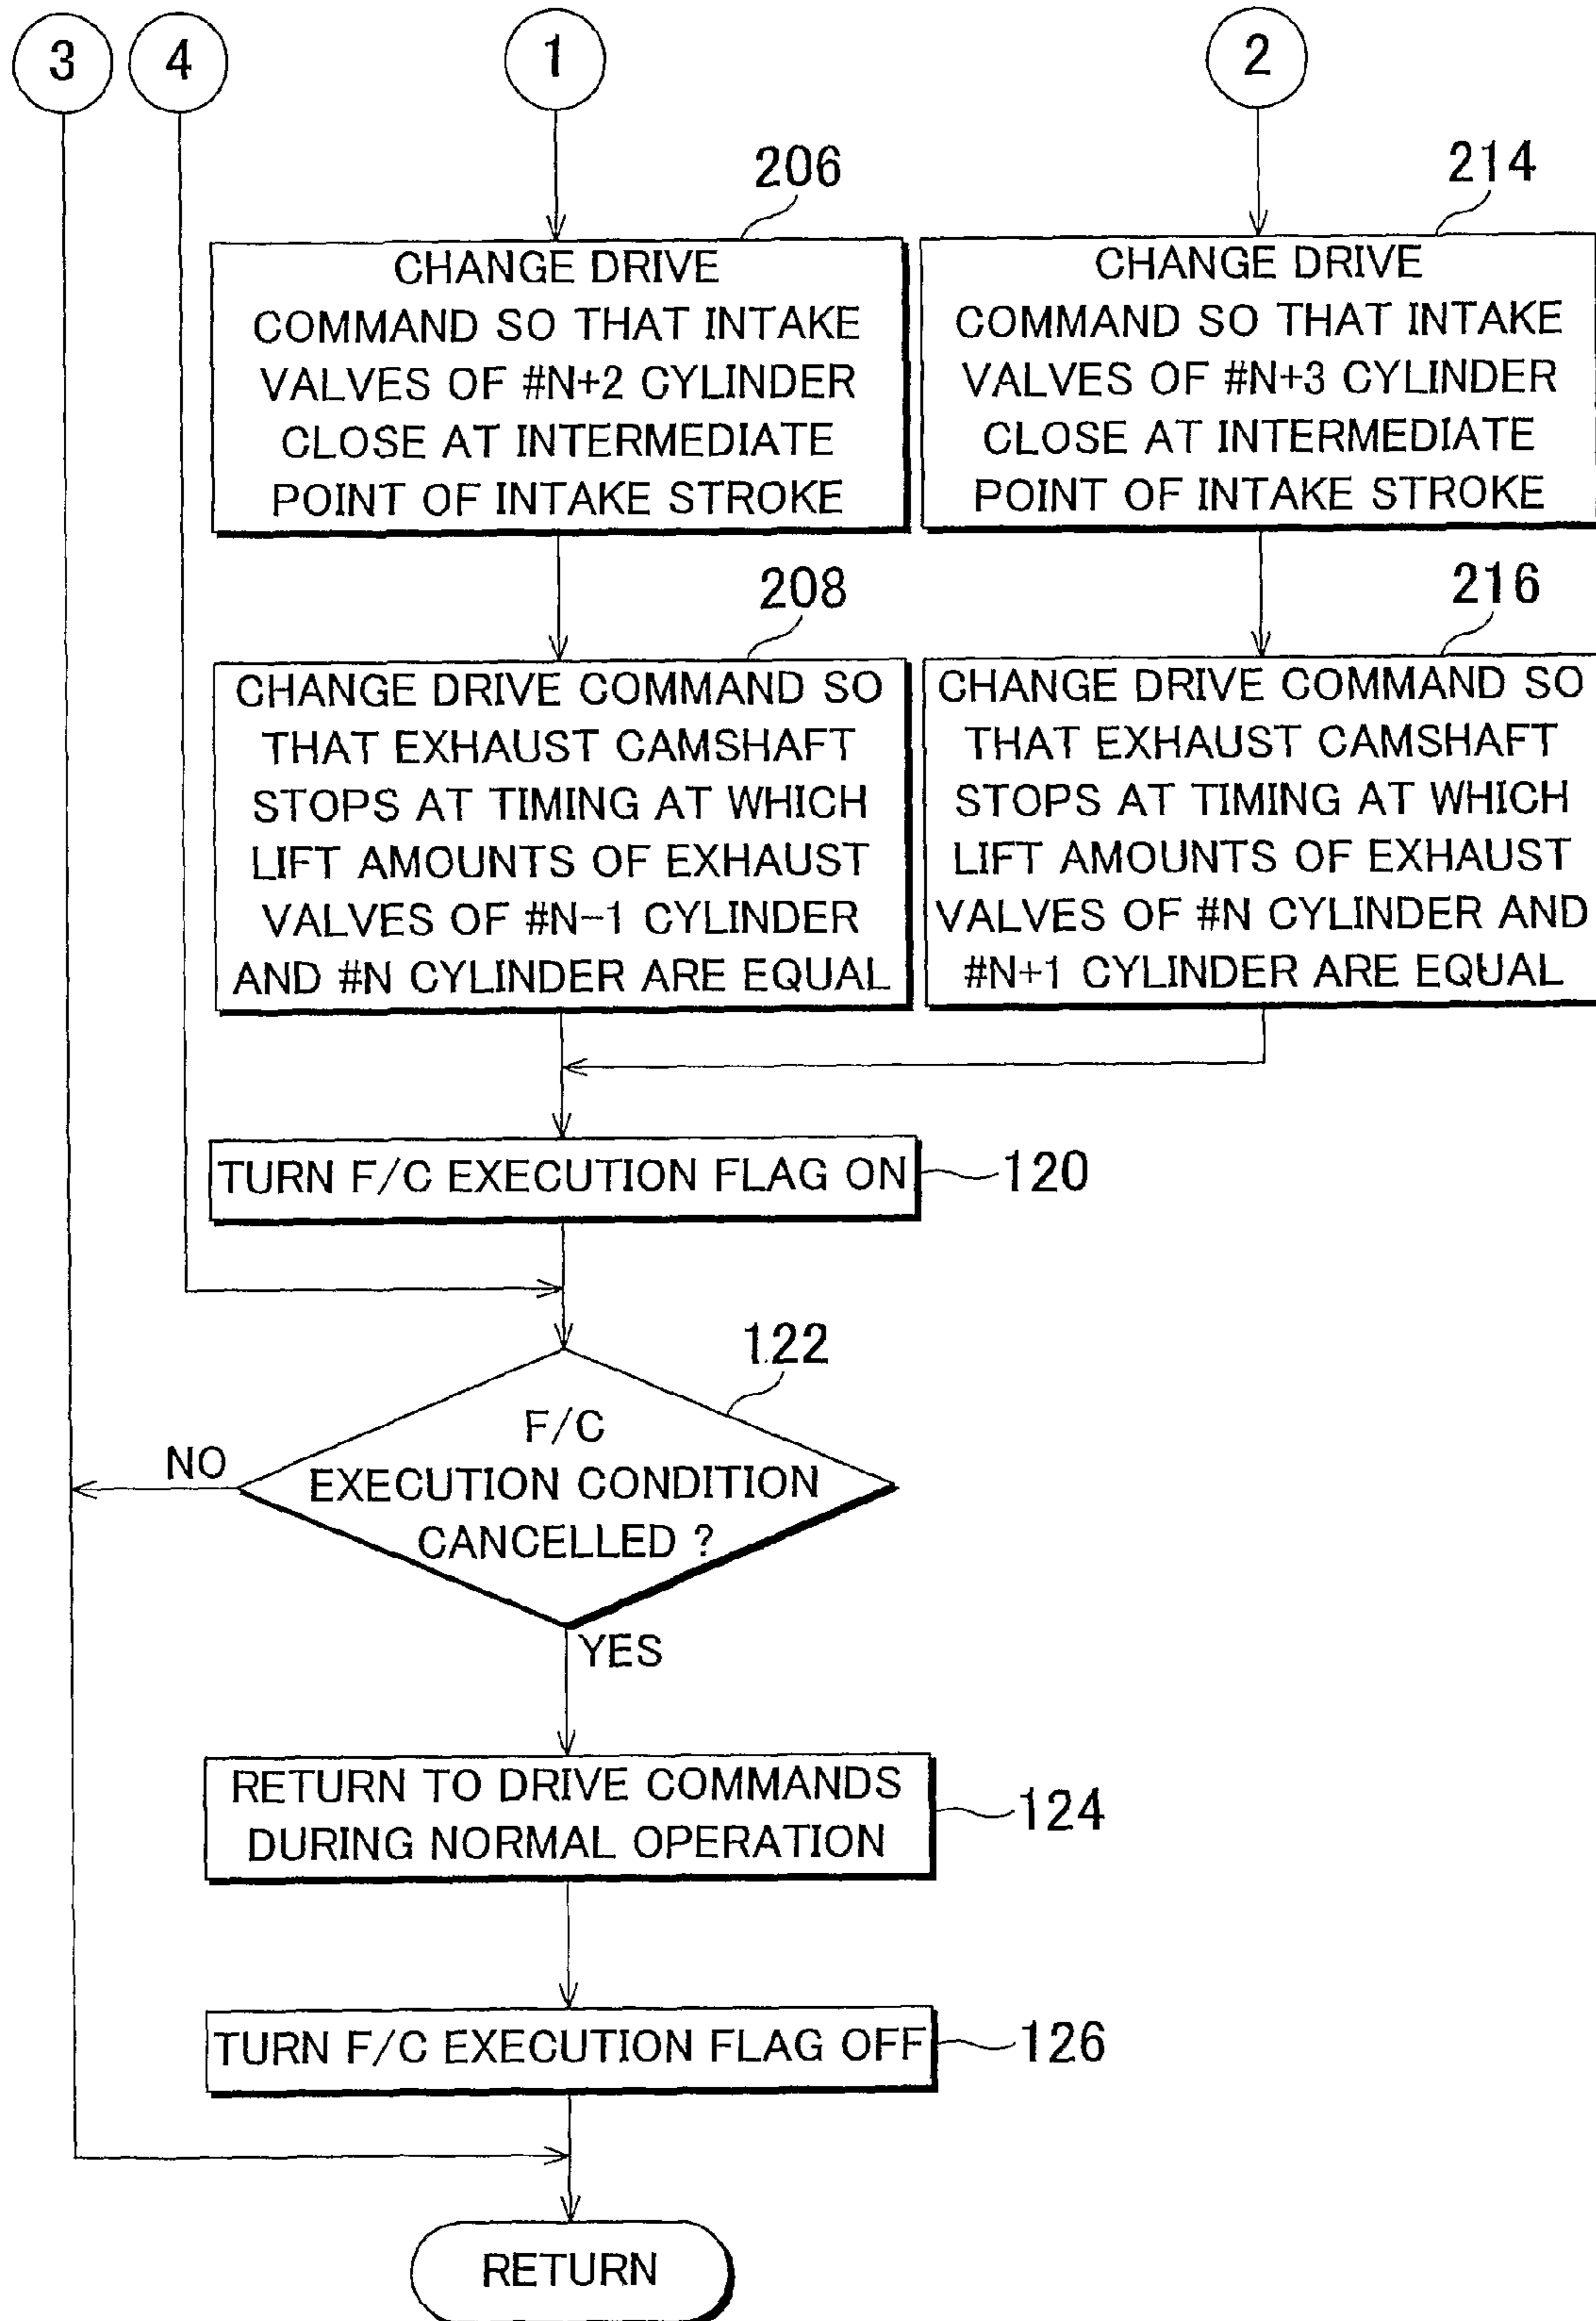 3
4
1
2
206
CHANGE DRIVE
COMMAND SO THAT INTAKE
VALVES OF #N+2 CYLINDER
CLOSE AT INTERMEDIATE
POINT OF INTAKE STROKE
214
CHANGE DRIVE
COMMAND SO THAT INTAKE
VALVES OF #N+3 CYLINDER
CLOSE AT INTERMEDIATE
POINT OF INTAKE STROKE
208
CHANGE DRIVE COMMAND SO
THAT EXHAUST CAMSHAFT
STOPS AT TIMING AT WHICH
LIFT AMOUNTS OF EXHAUST
VALVES OF #N-1 CYLINDER
AND #N CYLINDER ARE EQUAL
216
CHANGE DRIVE COMMAND SO
THAT EXHAUST CAMSHAFT
STOPS AT TIMING AT WHICH
LIFT AMOUNTS OF EXHAUST
VALVES OF #N CYLINDER AND
#N+1 CYLINDER ARE EQUAL
TURN F/C EXECUTION FLAG ON
120
122
F/C
EXECUTION CONDITION
CANCELLED ?
NO
YES
RETURN TO DRIVE COMMANDS
DURING NORMAL OPERATION
124
TURN F/C EXECUTION FLAG OFF
126
RETURN